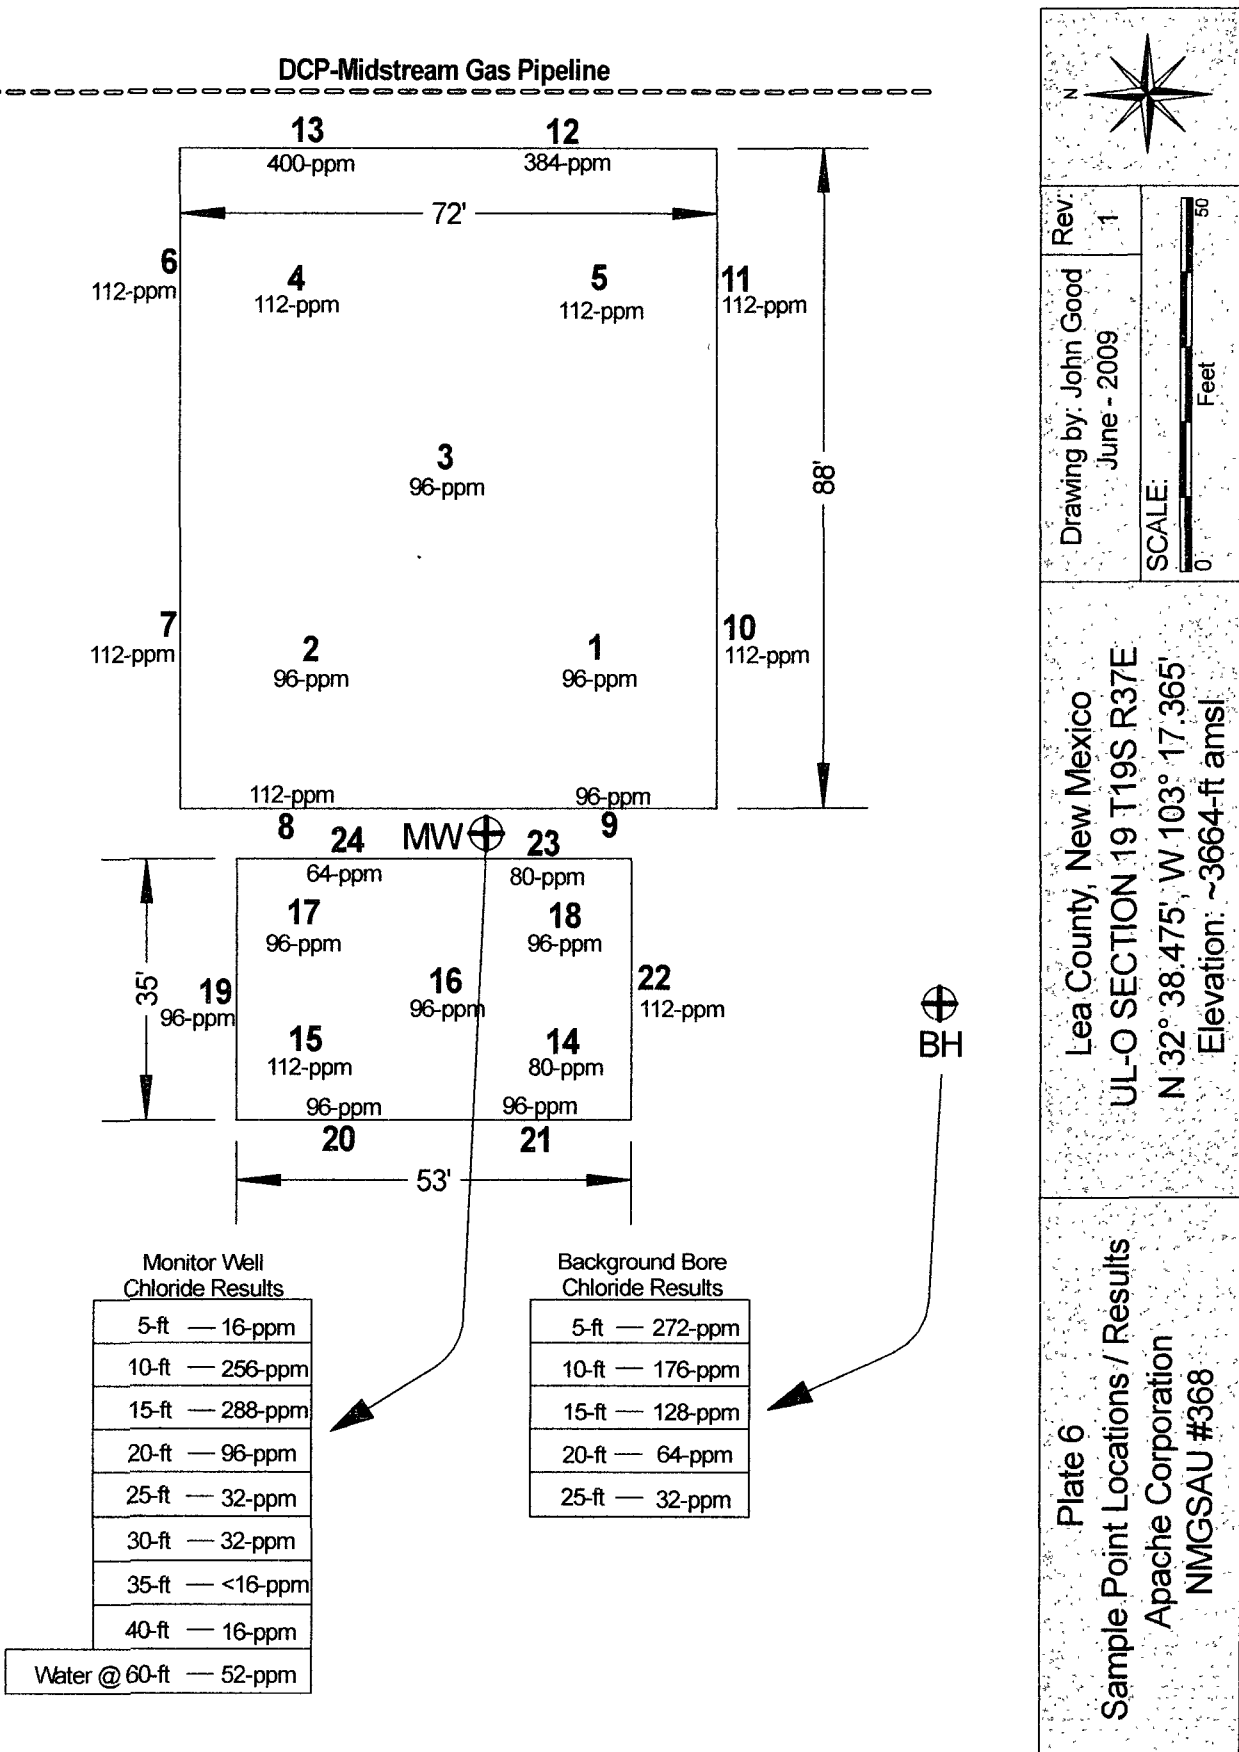 DCP-Midstream Gas Pipeline
13
400-ppm
12
384-ppm
72'
6
112-ppm
4
112-ppm
5
112-ppm
11
112-ppm
3
96-ppm
88'
7
112-ppm
2
96-ppm
1
96-ppm
10
112-ppm
112-ppm
8
96-ppm
9
MW
24
64-ppm
23
80-ppm
17
96-ppm
18
96-ppm
35'
19
96-ppm
16
96-ppm
22
112-ppm
15
112-ppm
14
80-ppm
96-ppm
20
96-ppm
21
53'
BH
Monitor Well
Chloride Results
5-ft — 16-ppm
10-ft — 256-ppm
15-ft — 288-ppm
20-ft — 96-ppm
25-ft — 32-ppm
30-ft — 32-ppm
35-ft — <16-ppm
40-ft — 16-ppm
Water @ 60-ft — 52-ppm
Background Bore
Chloride Results
5-ft — 272-ppm
10-ft — 176-ppm
15-ft — 128-ppm
20-ft — 64-ppm
25-ft — 32-ppm
Plate 6
Sample Point Locations / Results
Apache Corporation
NMGSAU #368
Lea County, New Mexico
UL-O SECTION 19 T19S R37E
N 32° 38.475', W 103° 17.365'
Elevation: ~3664-ft amsl
Drawing by: John Good
June - 2009
Rev:
1
SCALE:
0
Feet
50
N